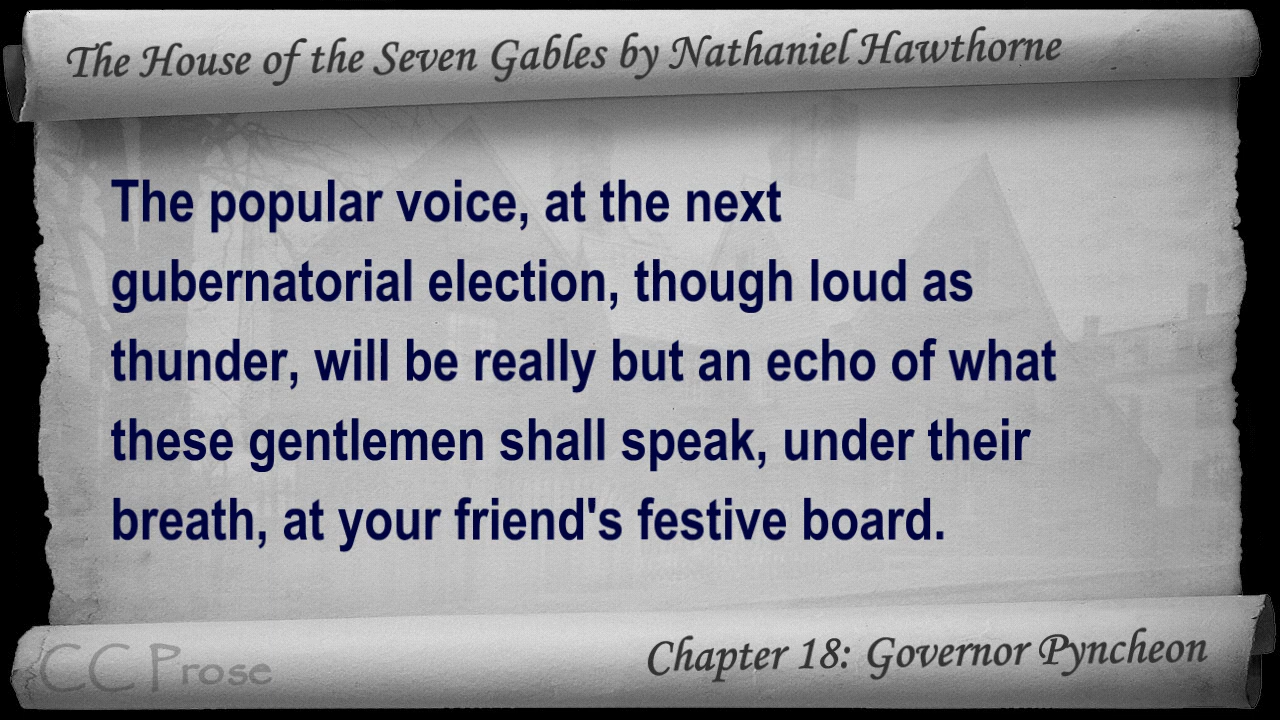 The House of the Seven Gables by Nathaniel Hawthorne
The popular voice, at the next
gubernatorial election, though loud as
thunder, will be really but an echo of what
these gentlemen shall speak, under their
breath, at your friend's festive board.
CC Prose
Chapter 18: Governor Pyncheon